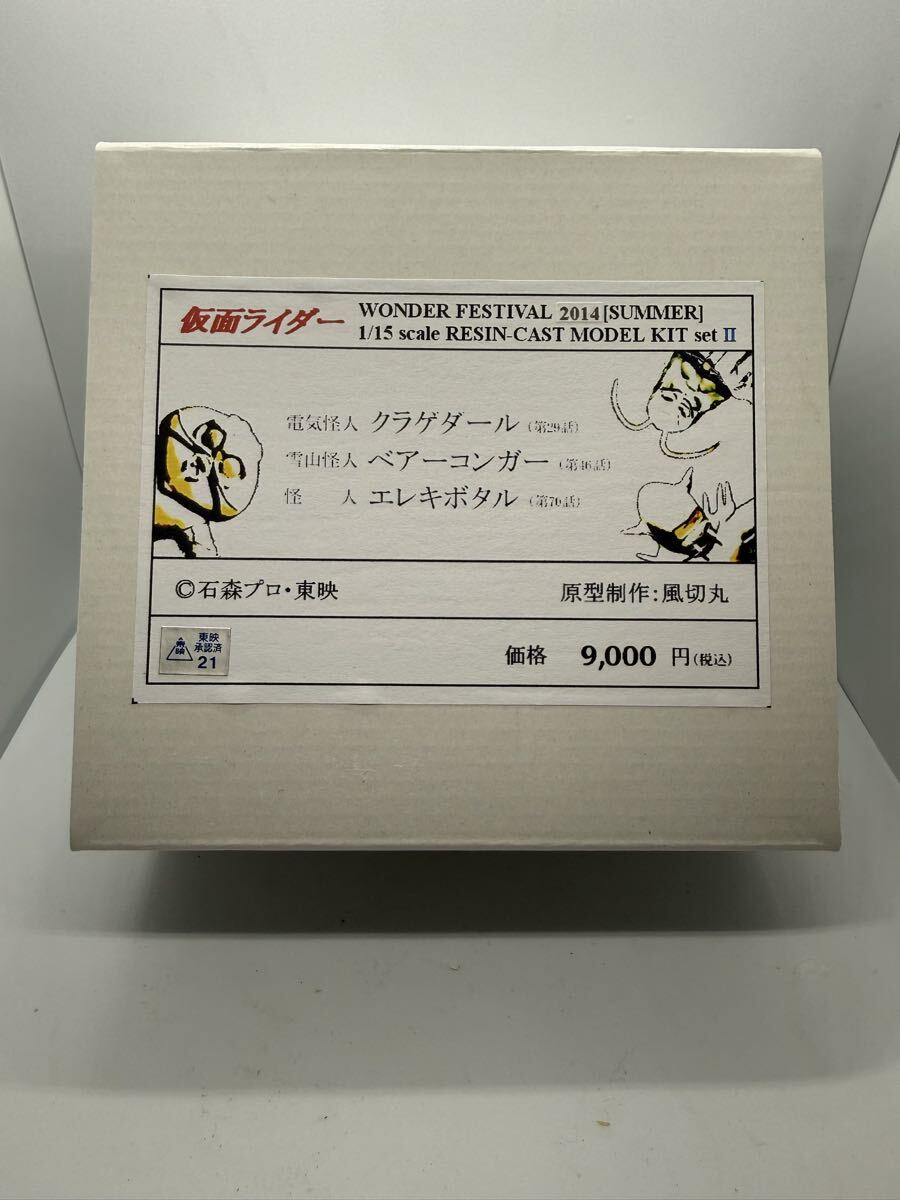 仮面ライダー
WONDER FESTIVAL 2014[SUMMER]
1/15 scale RESIN-CAST MODEL KIT set II
電気怪人 クラゲダール (第29話)
雪山怪人 ベアーコンガー (第46話)
怪 人 エレキボタル (第70話)
©石森プロ・東映
原型制作:風切丸
東映
東映
承認済
21
価格 9,000 円(税込)